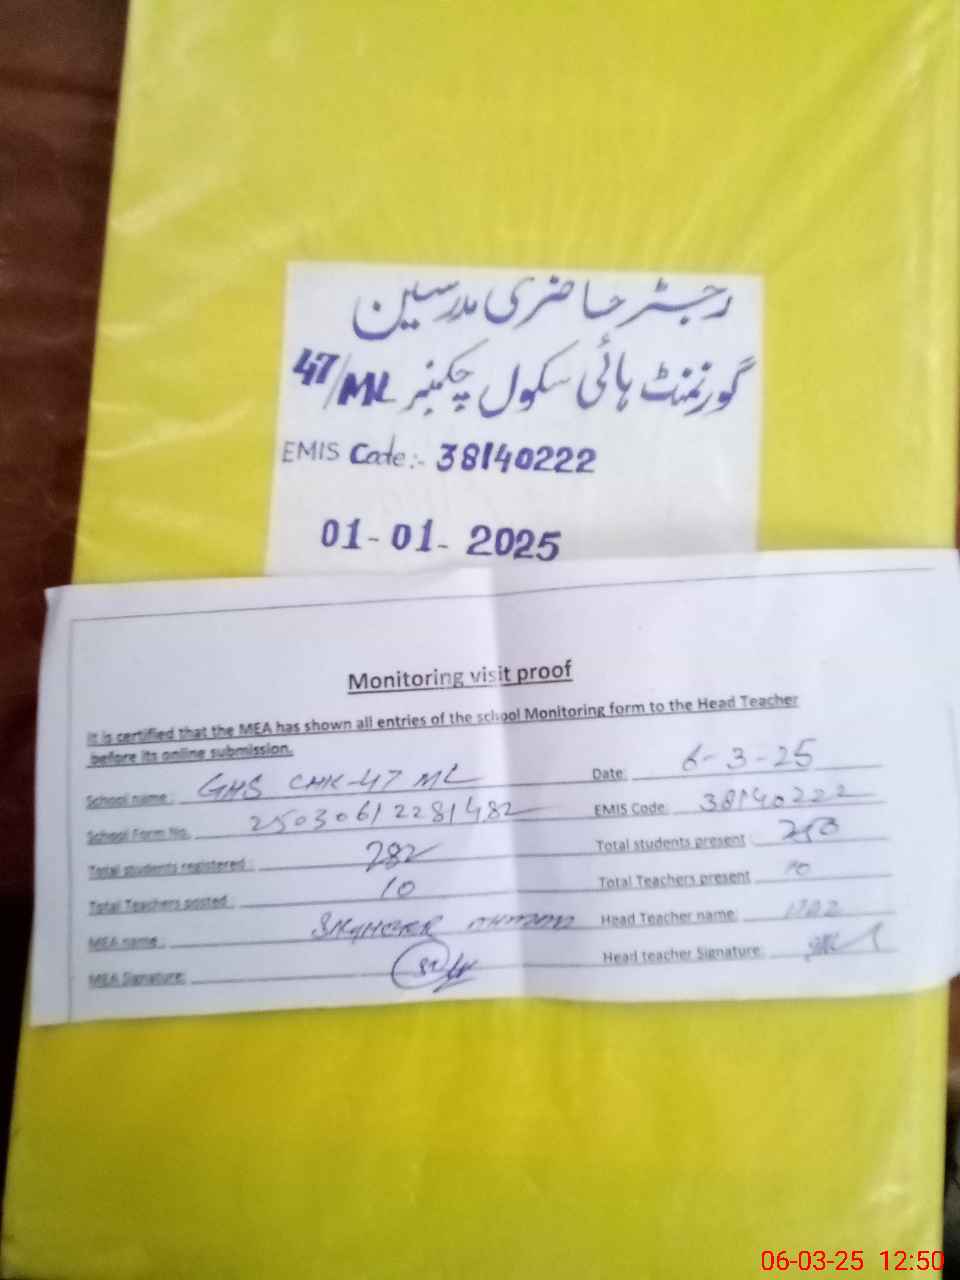 رجسٹر حاضری مدرسین
گورنمنٹ ہائی سکول چکنمبر 47/ML
EMIS Code:- 38140222
01-01-2025
Monitoring visit proof
It is certified that the MEA has shown all entries of the school Monitoring form to the Head Teacher
before its online submission.
School name: GHS CHK-47 ML Date: 6-3-25
School Form No. 25030612281482 EMIS Code: 38140222
Total students registered: 282 Total students present: 253
Total Teachers posted: 10 Total Teachers present 10
MEA name: AHMAD Head Teacher name:
MEA Signature: Head teacher Signature:
06-03-25 12:50